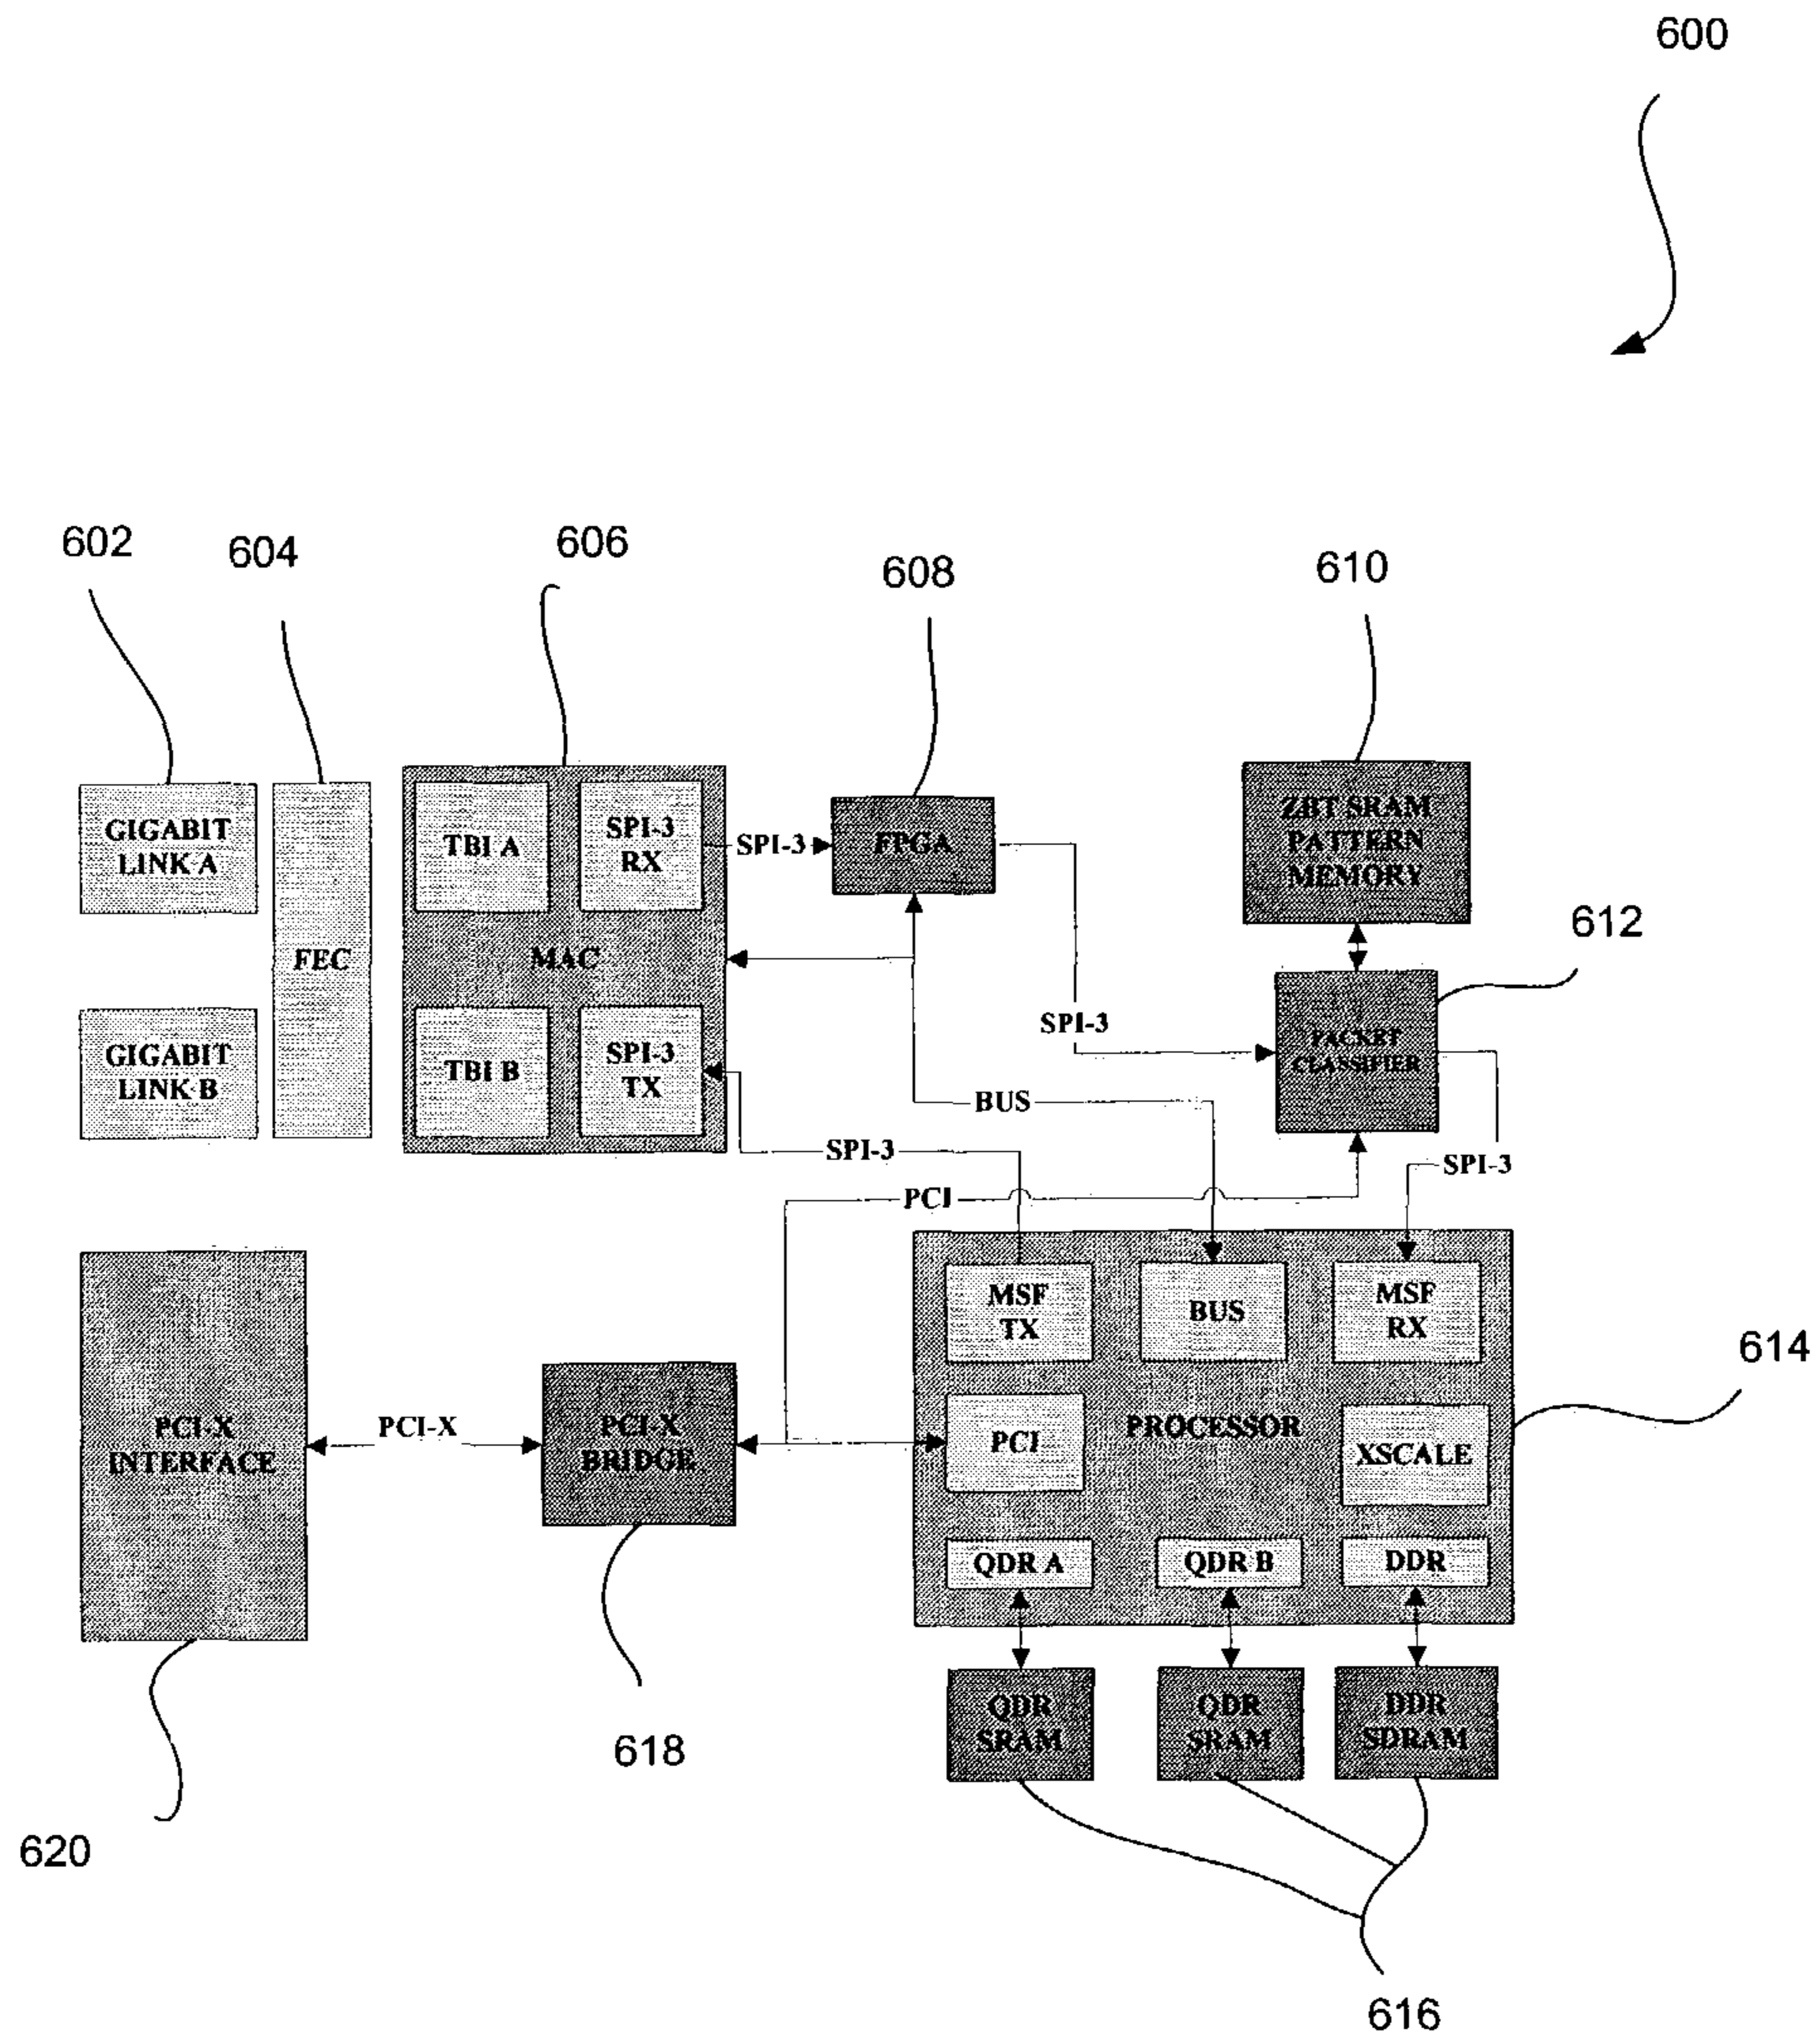 600
602
604
606
608
610
GIGABIT
LINK A
FEC
TBI A
SPI-3
RX
SPI-3
FPGA
ZBT SRAM
PATTERN
MEMORY
612
MAC
GIGABIT
LINK B
TBI B
SPI-3
TX
SPI-3
PACKET
CLASSIFIER
BUS
SPI-3
SPI-3
PCI
MSF
TX
BUS
MSF
RX
614
PCI-X
INTERFACE
PCI-X
PCI-X
BRIDGE
PCI
PROCESSOR
XSCALE
QDR A
QDR B
DDR
QDR
SRAM
QDR
SRAM
DDR
SDRAM
618
620
616